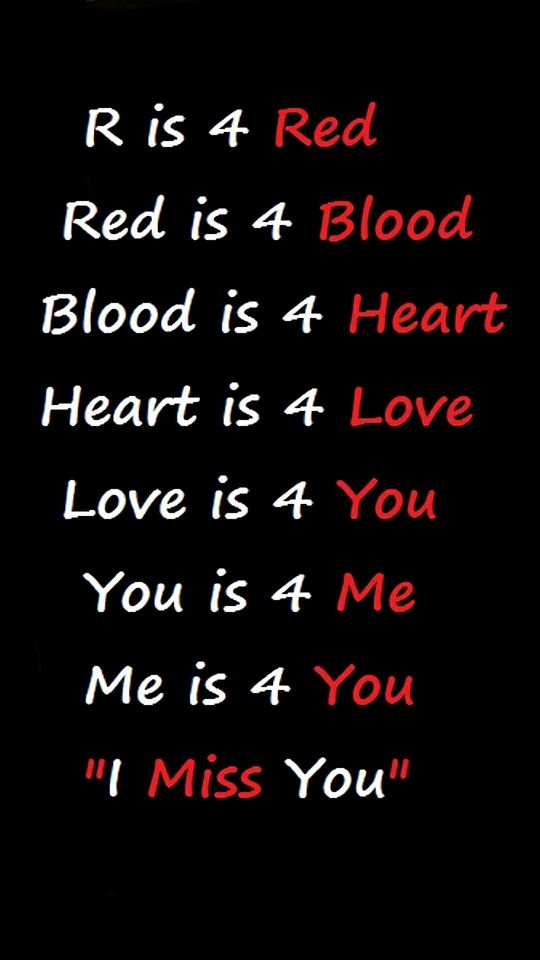 R is 4 Red
Red is 4 Blood
Blood is 4 Heart
Heart is 4 Love
Love is 4 You
You is 4 Me
Me is 4 You
"I Miss You"